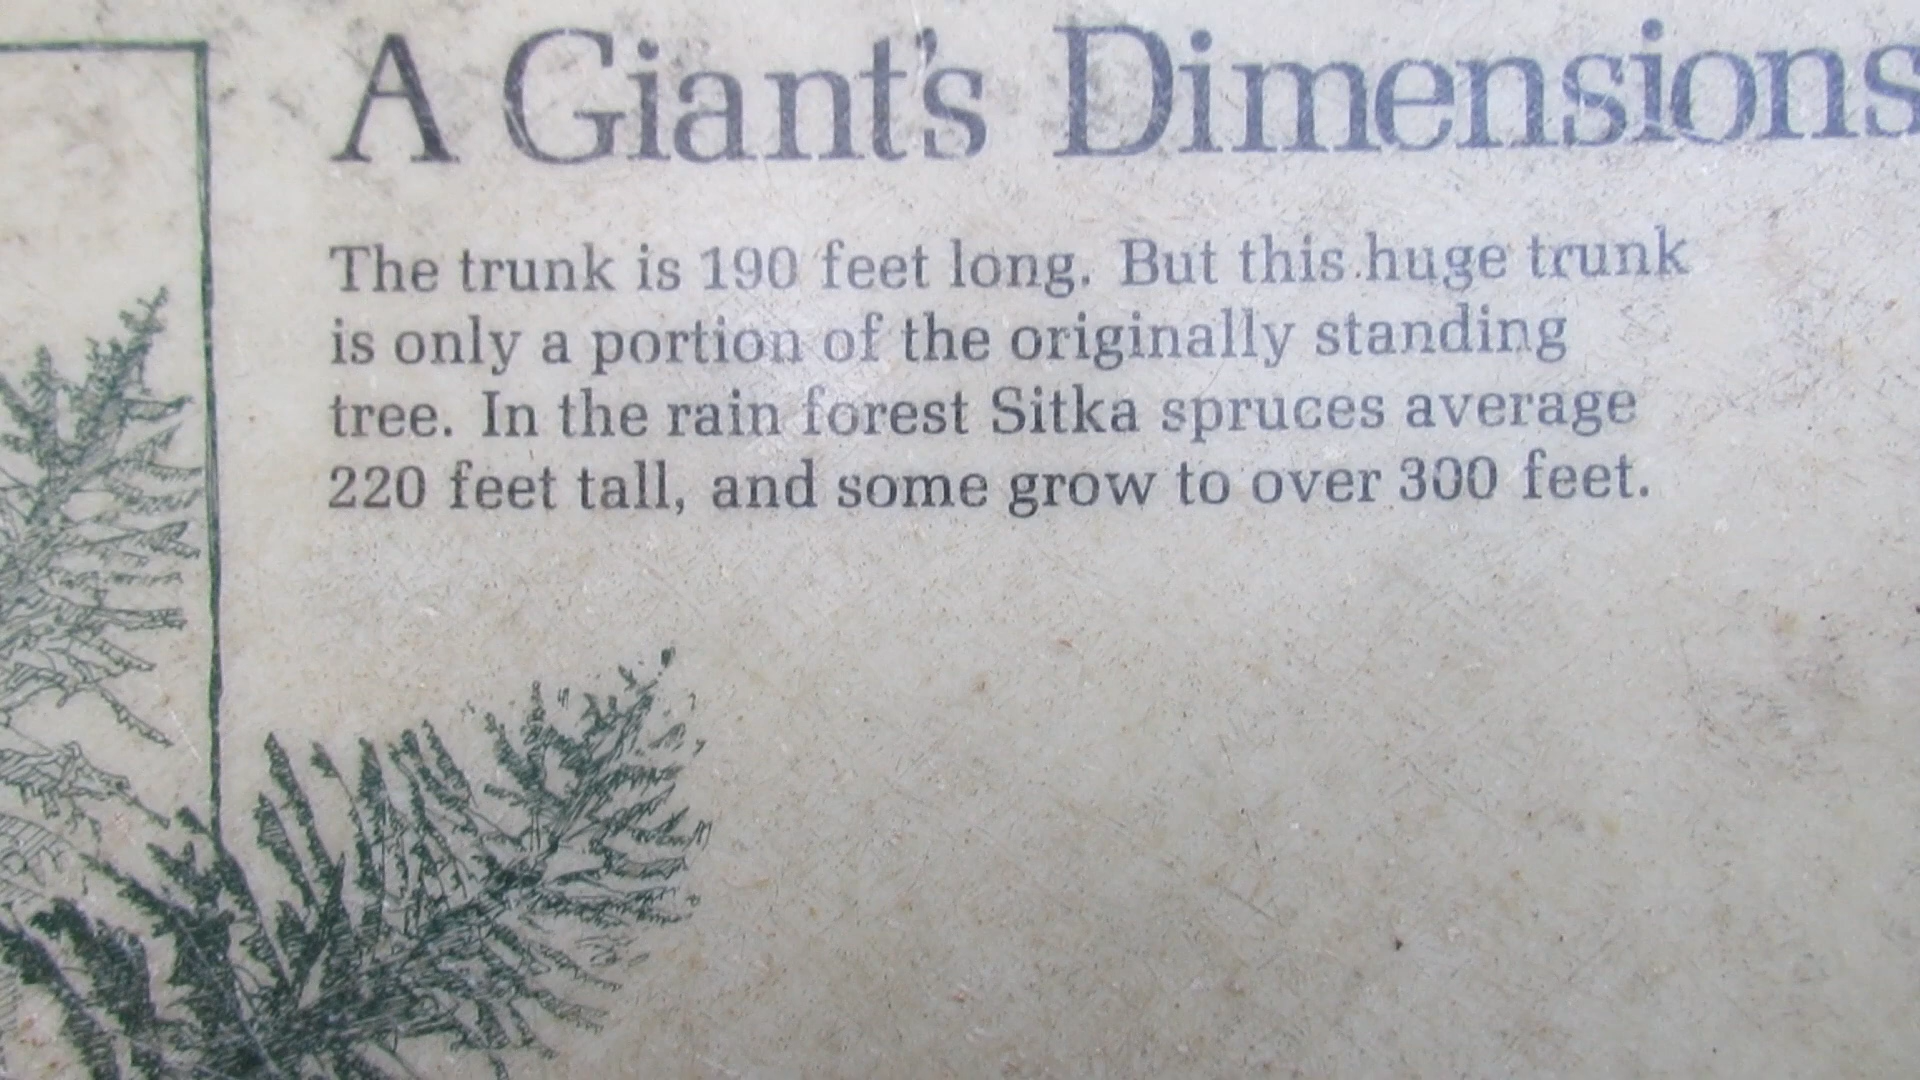 A Giant's Dimensions
The trunk is 190 feet long. But this huge trunk
is only a portion of the originally standing
tree. In the rain forest Sitka spruces average
220 feet tall, and some grow to over 300 feet.